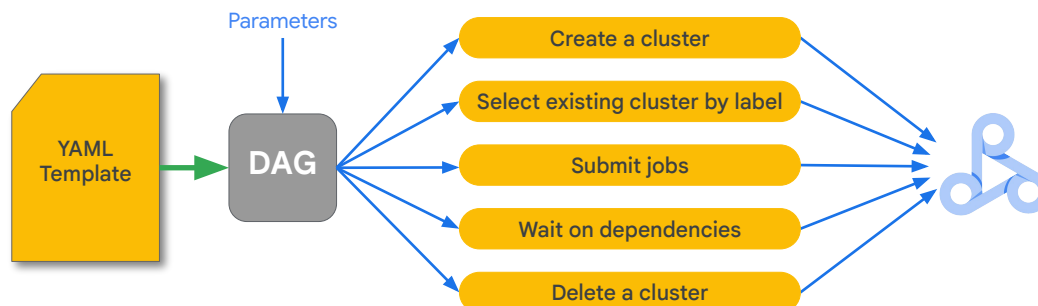 Parameters
YAML
Template
DAG
Create a cluster
Select existing cluster by label
Submit jobs
Wait on dependencies
Delete a cluster